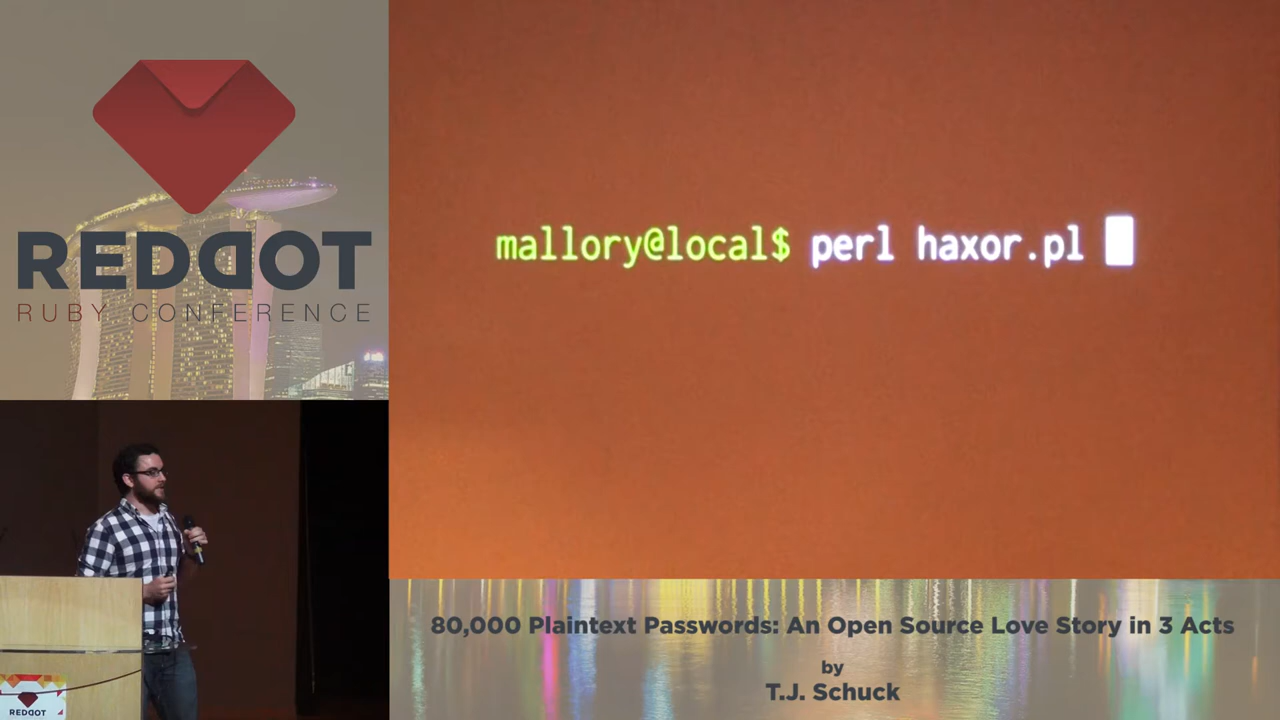 REDDOT
RUBY CONFERENCE
mallory@local$ perl haxor.pl
80,000 Plaintext Passwords: An Open Source Love Story in 3 Acts
by
T.J. Schuck
REDDOT